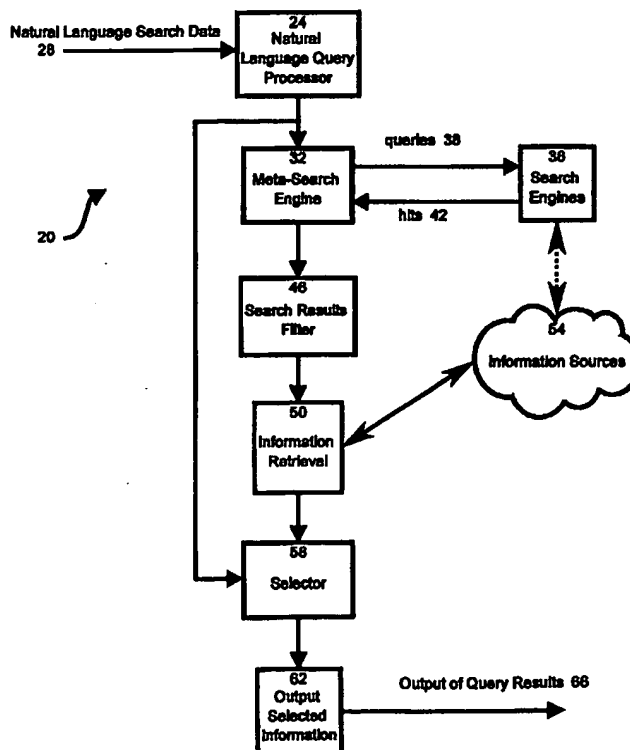 Natural Language Search Data
28
24
Natural
Language Query
Processor
32
Meta-Search
Engine
queries 38
hits 42
36
Search
Engines
20
46
Search Results
Filter
54
Information Sources
50
Information
Retrieval
58
Selector
62
Output
Selected
Information
Output of Query Results 66